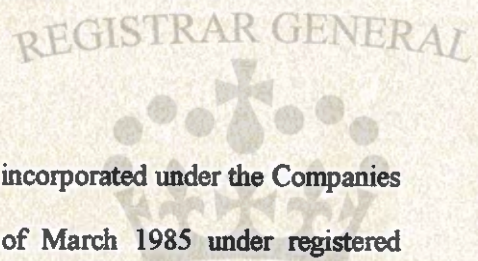 REGISTRAR GENERAL
incorporated under the Companies
of March 1985 under registered